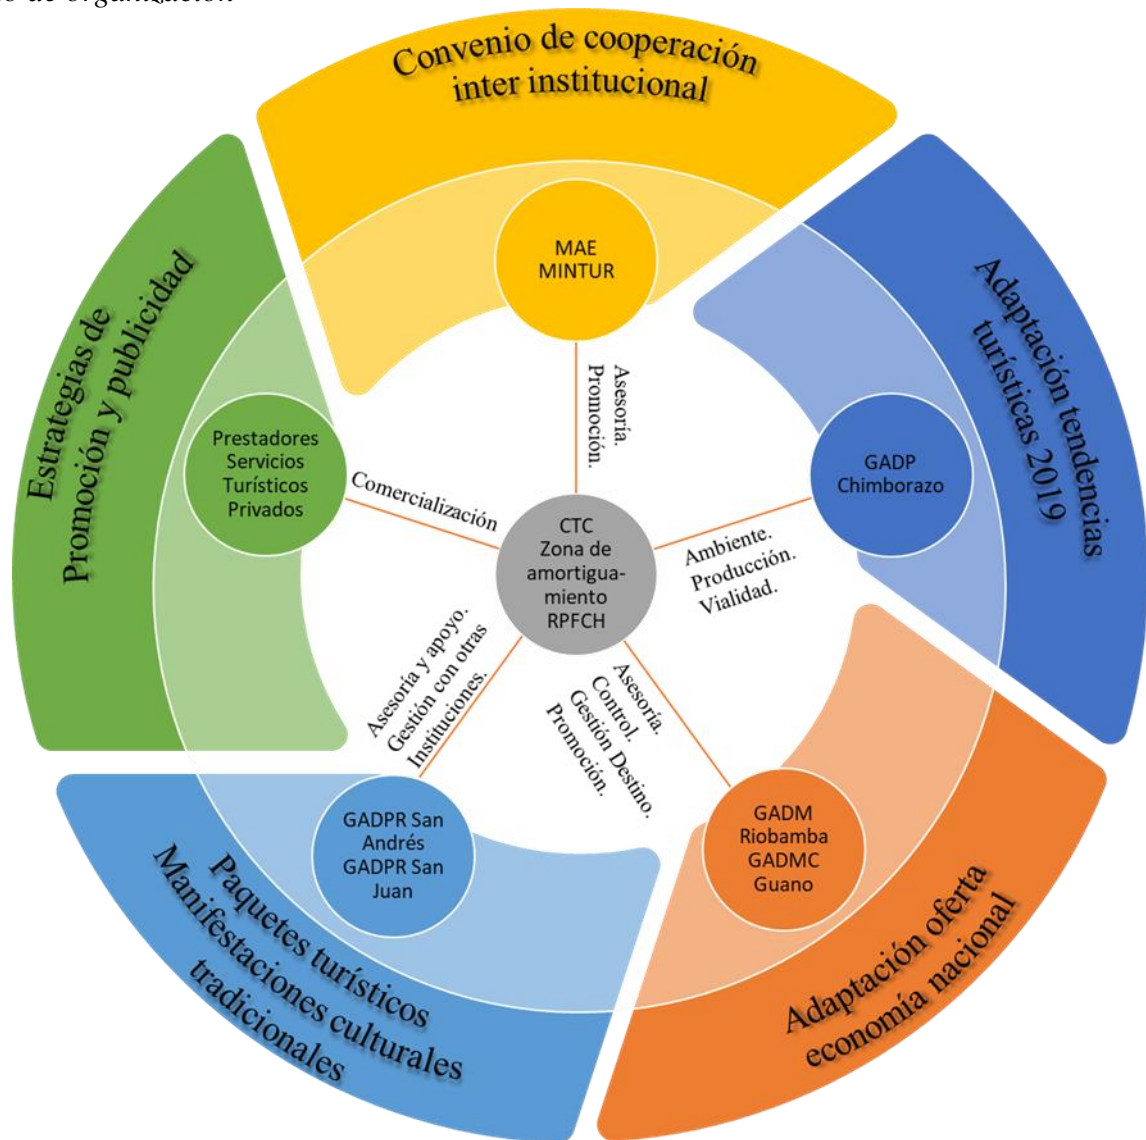 de organización
Convenio de cooperación
inter institucional
MAE
MINTUR
Adaptación tendencias
turísticas 2019
GADP
Chimborazo
Estrategias de
Promoción y publicidad
Prestadores
Servicios
Turísticos
Privados
Asesoría.
Promoción.
Comercialización
CTC
Zona de
amortigua-
miento
RPFCH
Ambiente.
Producción.
Vialidad.
Asesoría y apoyo.
Gestión con otras
Instituciones.
Asesoría.
Control.
Gestión Destino.
Promoción.
GADPR San
Andrés
GADPR San
Juan
GADM
Riobamba
GADMC
Guano
Paquetes turísticos
Manifestaciones culturales
tradicionales
Adaptación oferta
economía nacional